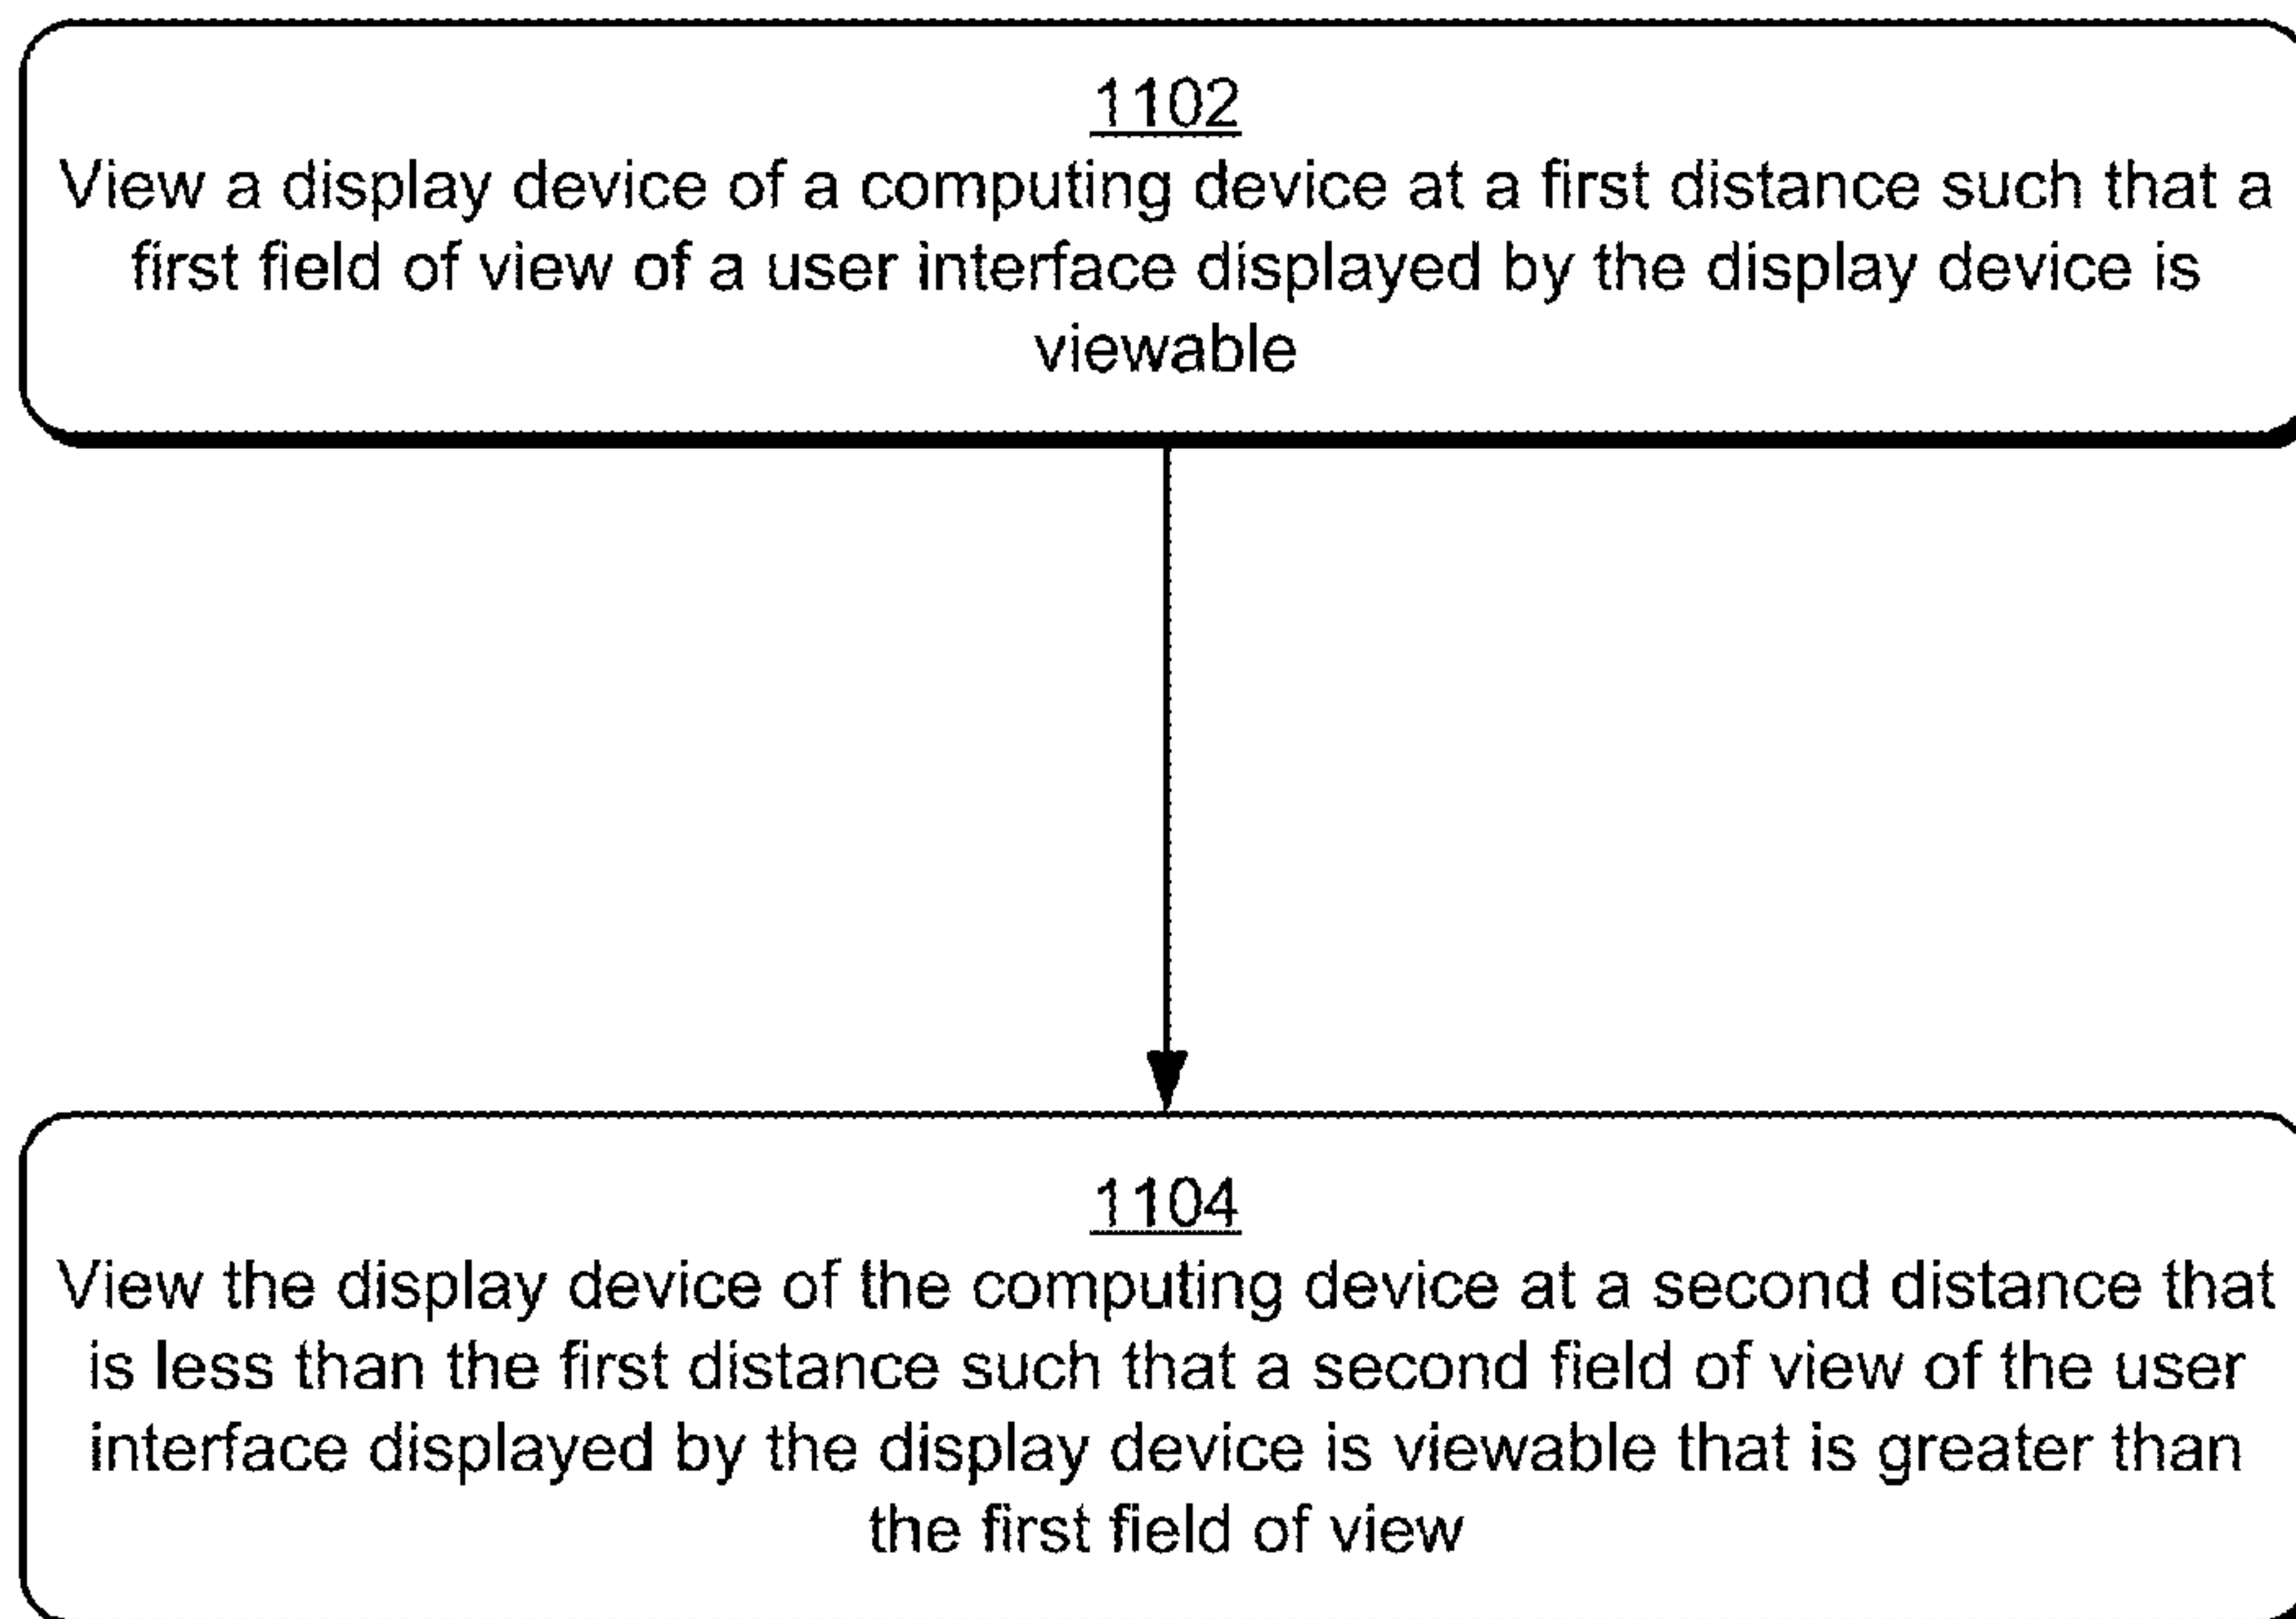 1102
View a display device of a computing device at a first distance such that a
first field of view of a user interface displayed by the display device is
viewable
1104
View the display device of the computing device at a second distance that
is less than the first distance such that a second field of view of the user
interface displayed by the display device is viewable that is greater than
the first field of view